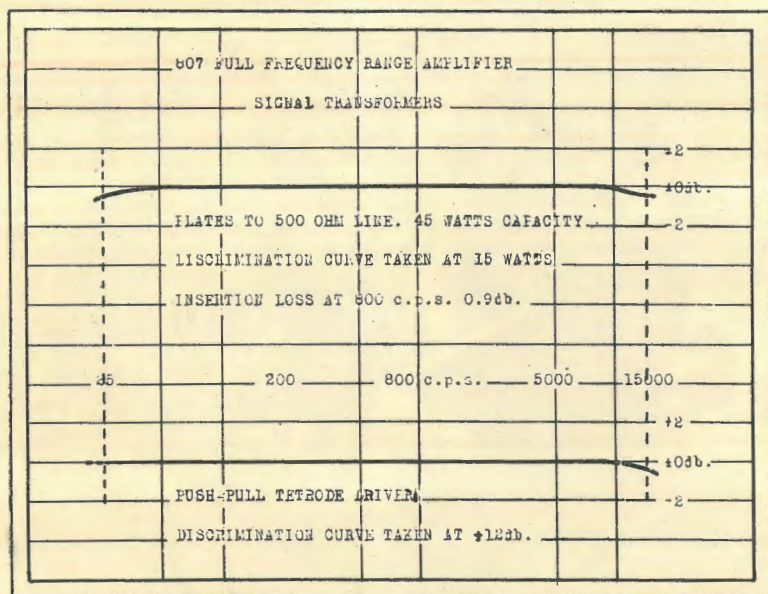 807 FULL FREQUENCY RANGE AMPLIFIER
SIGNAL TRANSFORMERS
+2
±0db.
PLATES TO 500 OHM LINE. 45 WATTS CAPACITY.
-2
DISCRIMINATION CURVE TAKEN AT 15 WATTS
INSERTION LOSS AT 800 c.p.s. 0.9db.
35 200 800 c.p.s. 5000 15000
+2
±0db.
PUSH-PULL TETRODE DRIVER
-2
DISCRIMINATION CURVE TAKEN AT +12db.